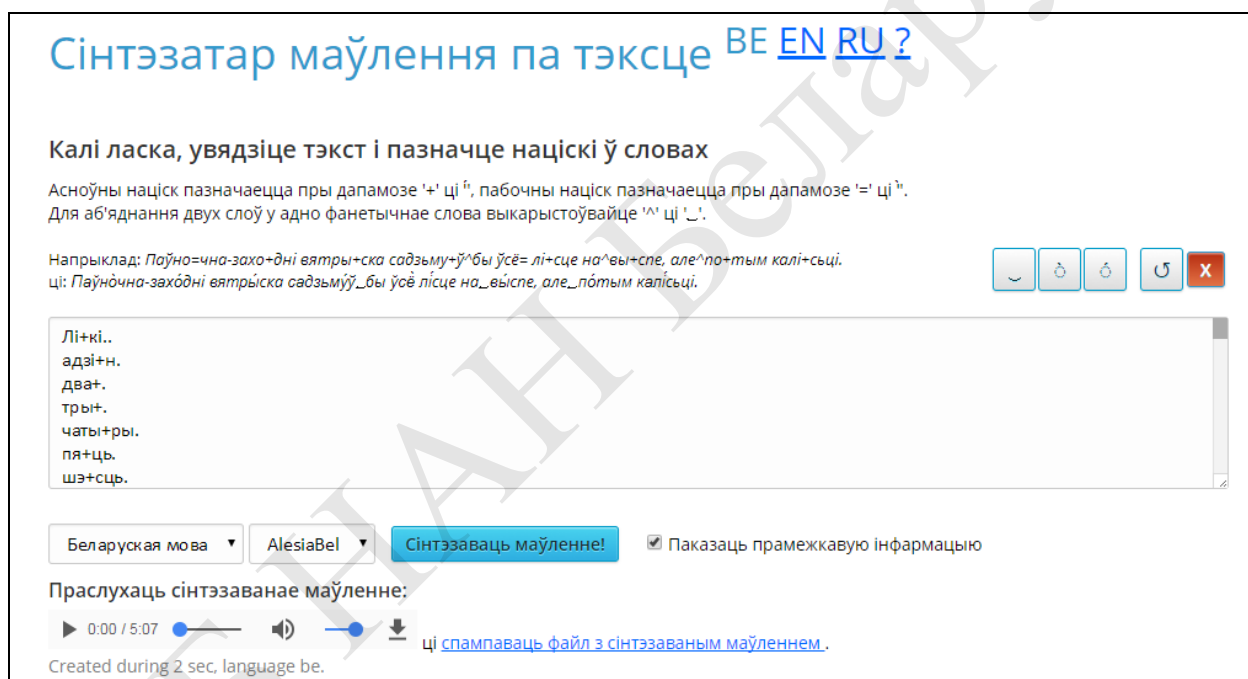 Сінтэзатар маўлення па тэксце BE EN RU ?
Калі ласка, увядзіце тэкст і пазначце націскі ў словах
Асноўны націск пазначаецца пры дапамозе '+' ці '́', пабочны націск пазначаецца пры дапамозе '=' ці '̀'.
Для аб'яднання двух слоў у адно фанетычнае слова выкарыстоўвайце '^' ці '‿'.
Напрыклад: Паўно=чна-захо+дні вятры+ска садзьму+ў^бы ўсё= лі+сце на^вы+спе, але^по+тым калі+сьці.
ці: Паўно̀чна-захо́дні вятры́ска садзьму́ў‿бы ўсё̀ лі́сце на‿вы́спе, але‿по́тым калі́сьці.
‿ ò ó ↺ X
Лі+кі..
адзі+н.
два+.
тры+.
чаты+ры.
пя+ць.
шэ+сць.
Беларуская мова AlesiaBel Сінтэзаваць маўленне! Паказаць прамежкавую інфармацыю
Праслухаць сінтэзаванае маўленне:
0:00 / 5:07 ці спампаваць файл з сінтэзаваным маўленнем .
Created during 2 sec, language be.
НАН Белару